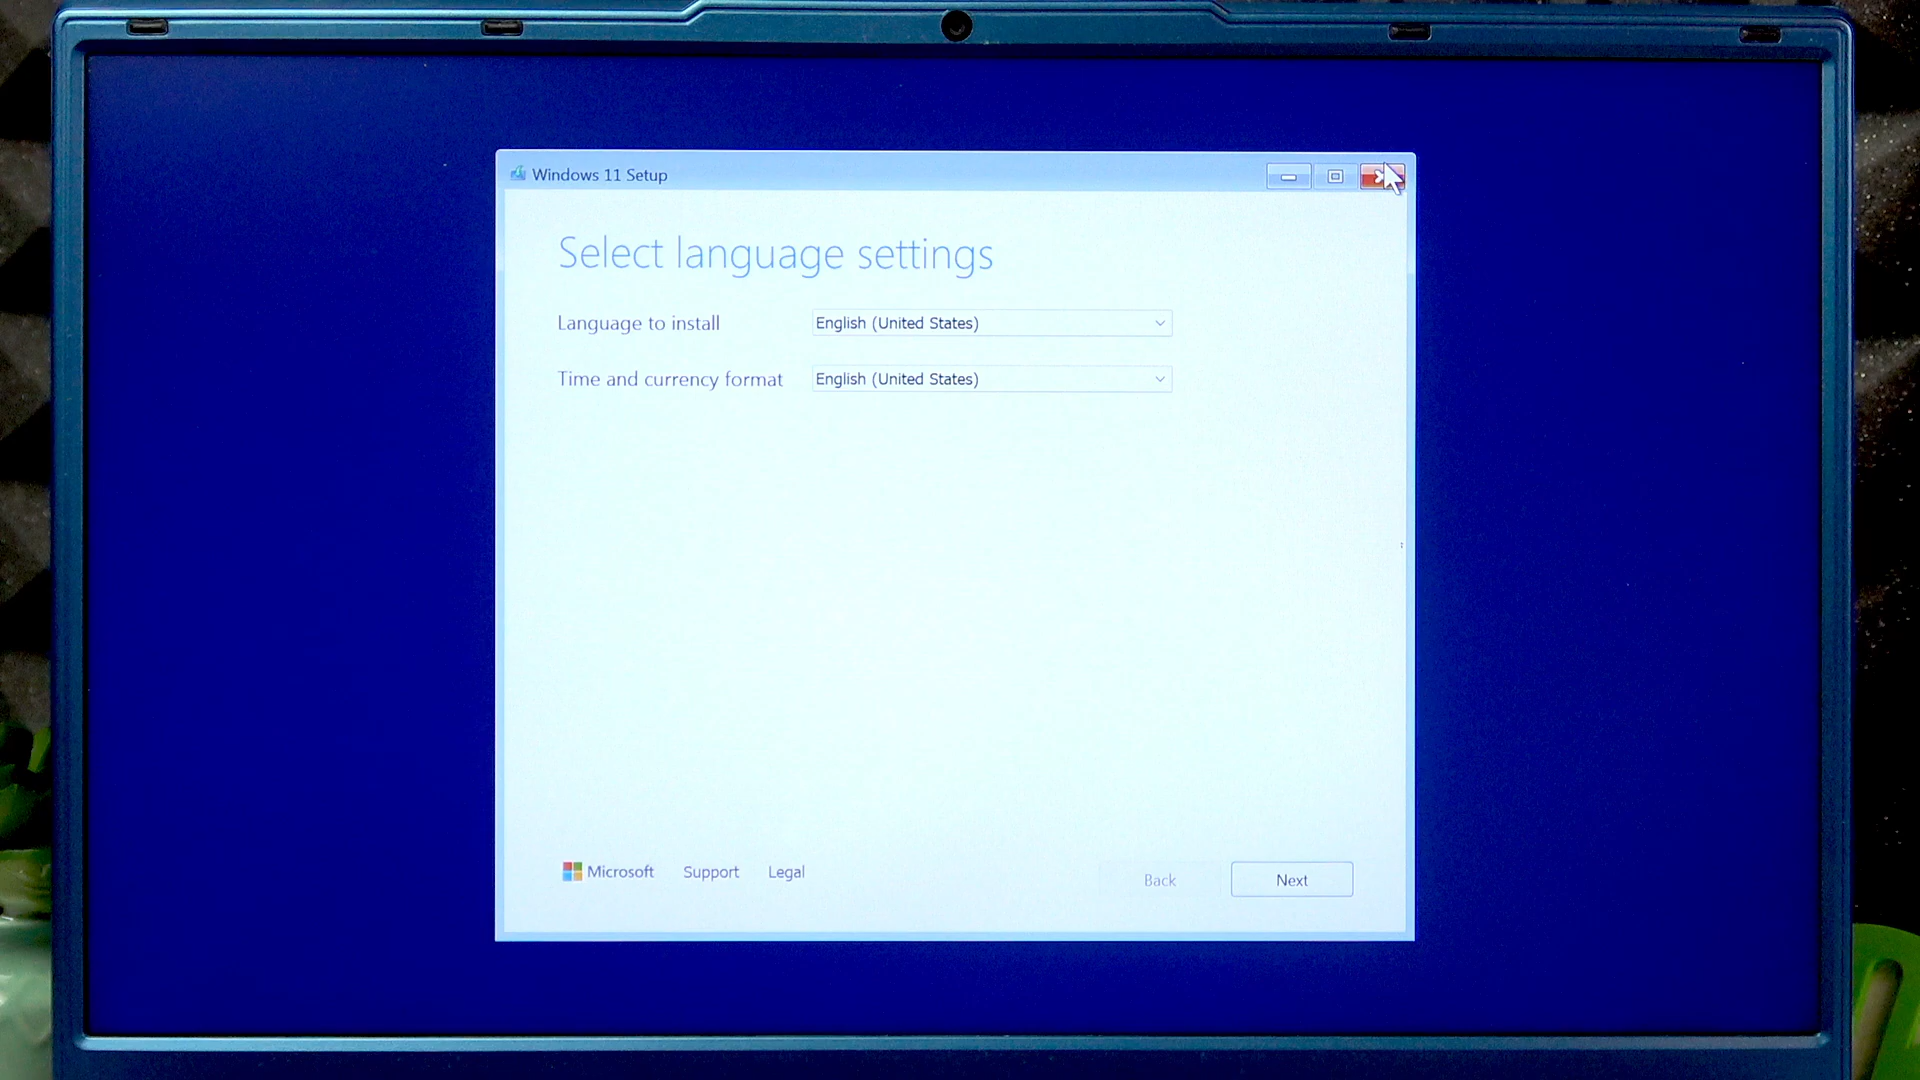 Windows 11 Setup
Select language settings
Language to install English (United States)
Time and currency format English (United States)
Microsoft Support Legal Back Next